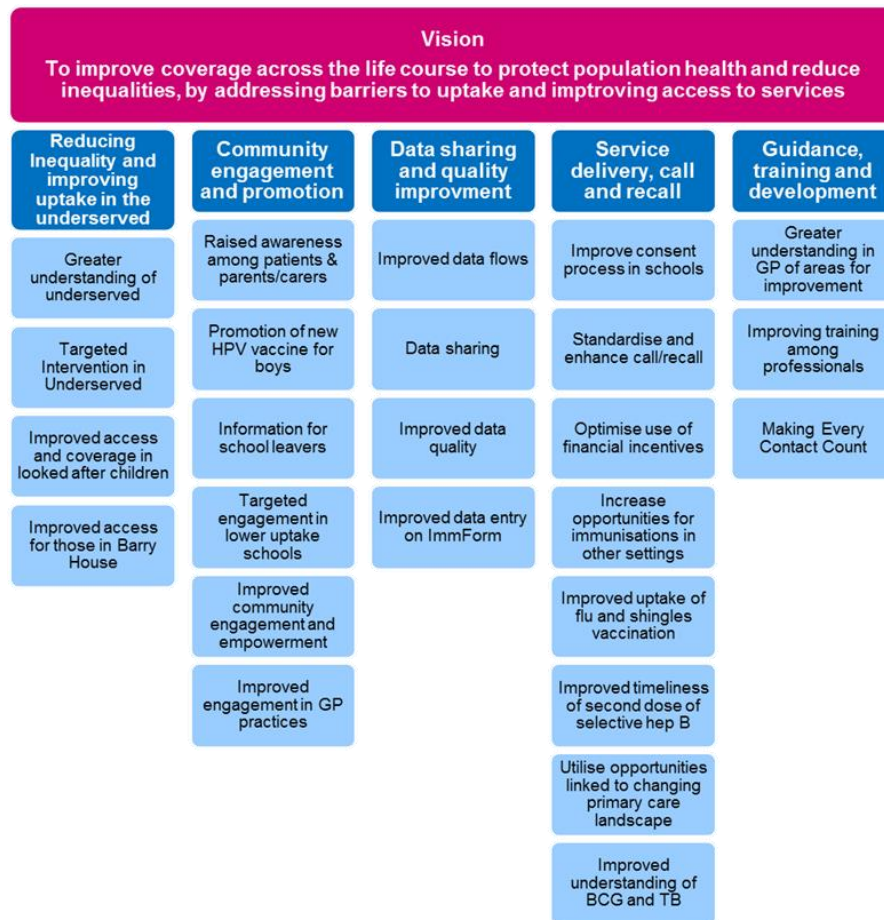 Vision
To improve coverage across the life course to protect population health and reduce
inequalities, by addressing barriers to uptake and imptroving access to services
Reducing
Inequality and
improving
uptake in the
underserved
Greater
understanding of
underserved
Targeted
Intervention in
Underserved
Improved access
and coverage in
looked after children
Improved access
for those in Barry
House
Community
engagement
and promotion
Raised awareness
among patients &
parents/carers
Promotion of new
HPV vaccine for
boys
Information for
school leavers
Targeted
engagement in
lower uptake
schools
Improved
community
engagement and
empowerment
Improved
engagement in GP
practices
Data sharing
and quality
improvment
Improved data flows
Data sharing
Improved data
quality
Improved data entry
on ImmForm
Service
delivery, call
and recall
Improve consent
process in schools
Standardise and
enhance call/recall
Optimise use of
financial incentives
Increase
opportunities for
immunisations in
other settings
Improved uptake of
flu and shingles
vaccination
Improved timeliness
of second dose of
selective hep B
Utilise opportunities
linked to changing
primary care
landscape
Improved
understanding of
BCG and TB
Guidance,
training and
development
Greater
understanding in
GP of areas for
improvement
Improving training
among
professionals
Making Every
Contact Count